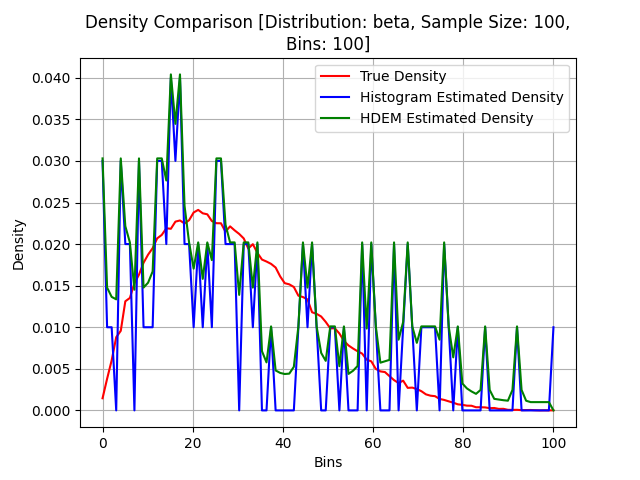 Density Comparison [Distribution: beta, Sample Size: 100,
Bins: 100]
True Density
Histogram Estimated Density
HDEM Estimated Density
Density
0.040
0.035
0.030
0.025
0.020
0.015
0.010
0.005
0.000
0 20 40 60 80 100
Bins